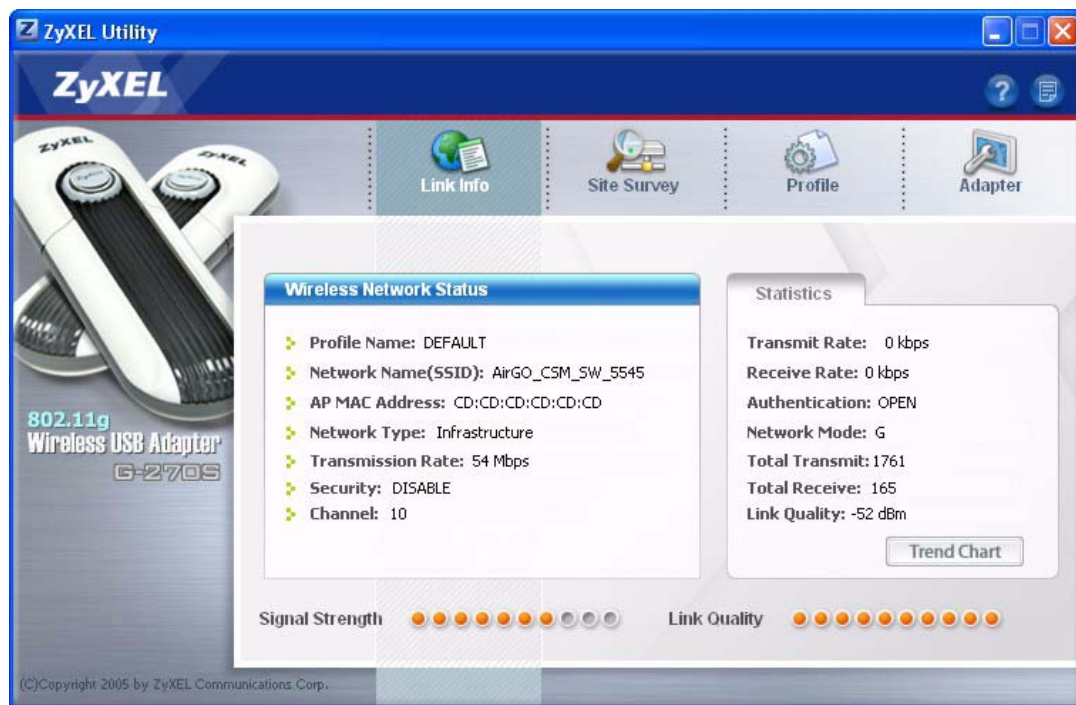 ZyXEL Utility
ZyXEL
?
ZyXEL
ZyXEL
Link Info
Site Survey
Profile
Adapter
802.11g
Wireless USB Adapter
G-270S
Wireless Network Status
Profile Name: DEFAULT
Network Name(SSID): AirGO_CSM_SW_5545
AP MAC Address: CD:CD:CD:CD:CD:CD
Network Type: Infrastructure
Transmission Rate: 54 Mbps
Security: DISABLE
Channel: 10
Statistics
Transmit Rate: 0 kbps
Receive Rate: 0 kbps
Authentication: OPEN
Network Mode: G
Total Transmit: 1761
Total Receive: 165
Link Quality: -52 dBm
Trend Chart
Signal Strength
Link Quality
(C)Copyright 2005 by ZyXEL Communications Corp.